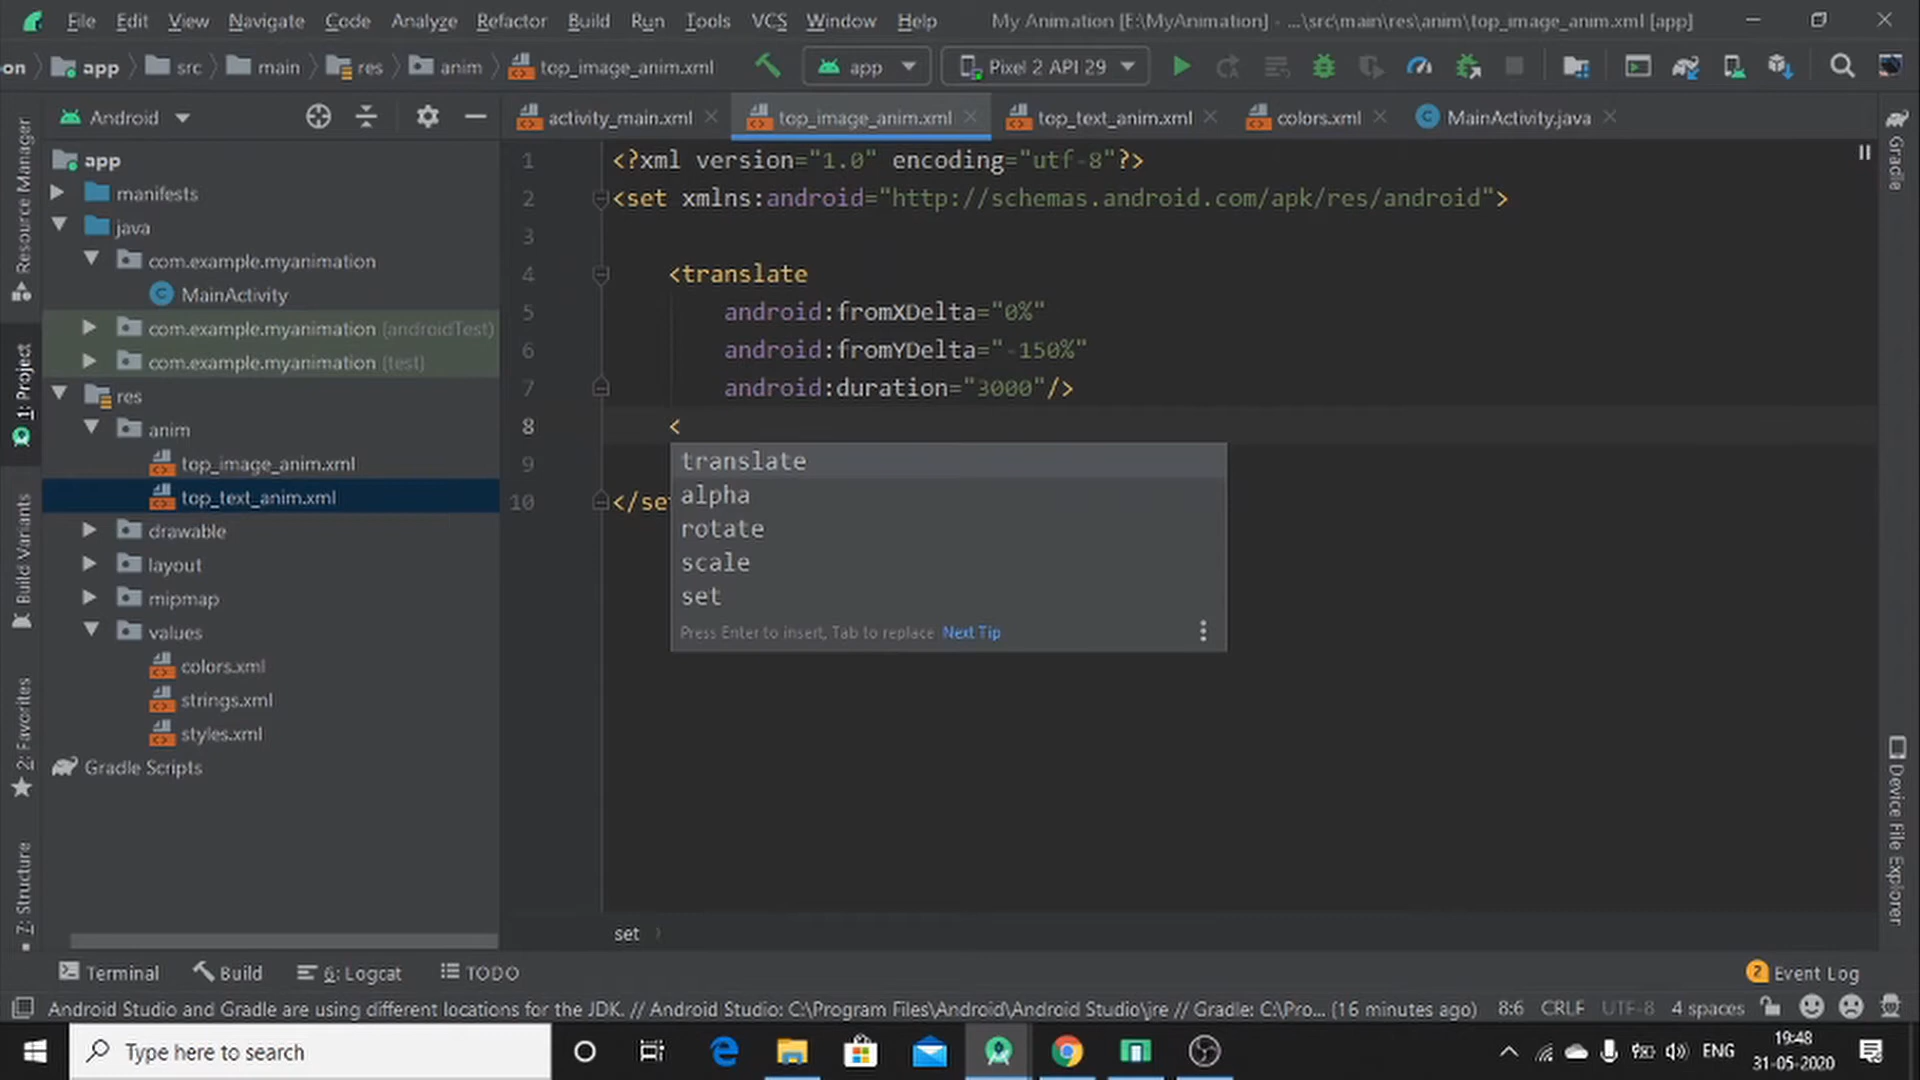 File Edit View Navigate Code Analyze Refactor Build Run Tools VCS Window Help My Animation [E:\MyAnimation] - ...\src\main\res\anim\top_image_anim.xml [app]
on app src main res anim top_image_anim.xml app Pixel 2 API 29
Android activity_main.xml top_image_anim.xml top_text_anim.xml colors.xml MainActivity.java
Resource Manager
1: Project
Build Variants
2: Favorites
7: Structure
app
manifests
java
com.example.myanimation
MainActivity
com.example.myanimation (androidTest)
com.example.myanimation (test)
res
anim
top_image_anim.xml
top_text_anim.xml
drawable
layout
mipmap
values
colors.xml
strings.xml
styles.xml
Gradle Scripts
1 <?xml version="1.0" encoding="utf-8"?>
2 <set xmlns:android="http://schemas.android.com/apk/res/android">
3
4 <translate
5 android:fromXDelta="0%"
6 android:fromYDelta="-150%"
7 android:duration="3000"/>
8 <
9
10 </set
translate
alpha
rotate
scale
set
Press Enter to insert, Tab to replace Next Tip
set
Gradle
Device File Explorer
Terminal Build 6: Logcat TODO 2 Event Log
Android Studio and Gradle are using different locations for the JDK. // Android Studio: C:\Program Files\Android\Android Studio\jre // Gradle: C:\Pro... (16 minutes ago) 8:6 CRLF UTF-8 4 spaces
Type here to search ENG 19:48
31-05-2020